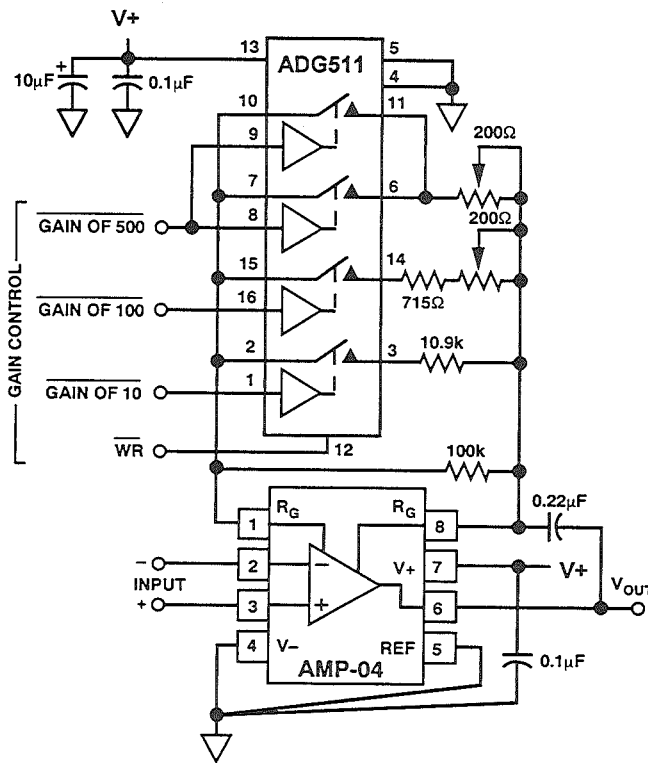 V+
10µF
+
0.1µF
13
ADG511
5
4
10
11
9
200Ω
7
6
GAIN OF 500
8
200Ω
GAIN CONTROL
15
14
GAIN OF 100
16
715Ω
2
3
10.9k
GAIN OF 10
1
WR
12
100k
RG
RG
0.22µF
1
8
−
2
−
V+
7
V+
INPUT
VOUT
+
3
+
6
4
V−
REF
5
0.1µF
AMP-04